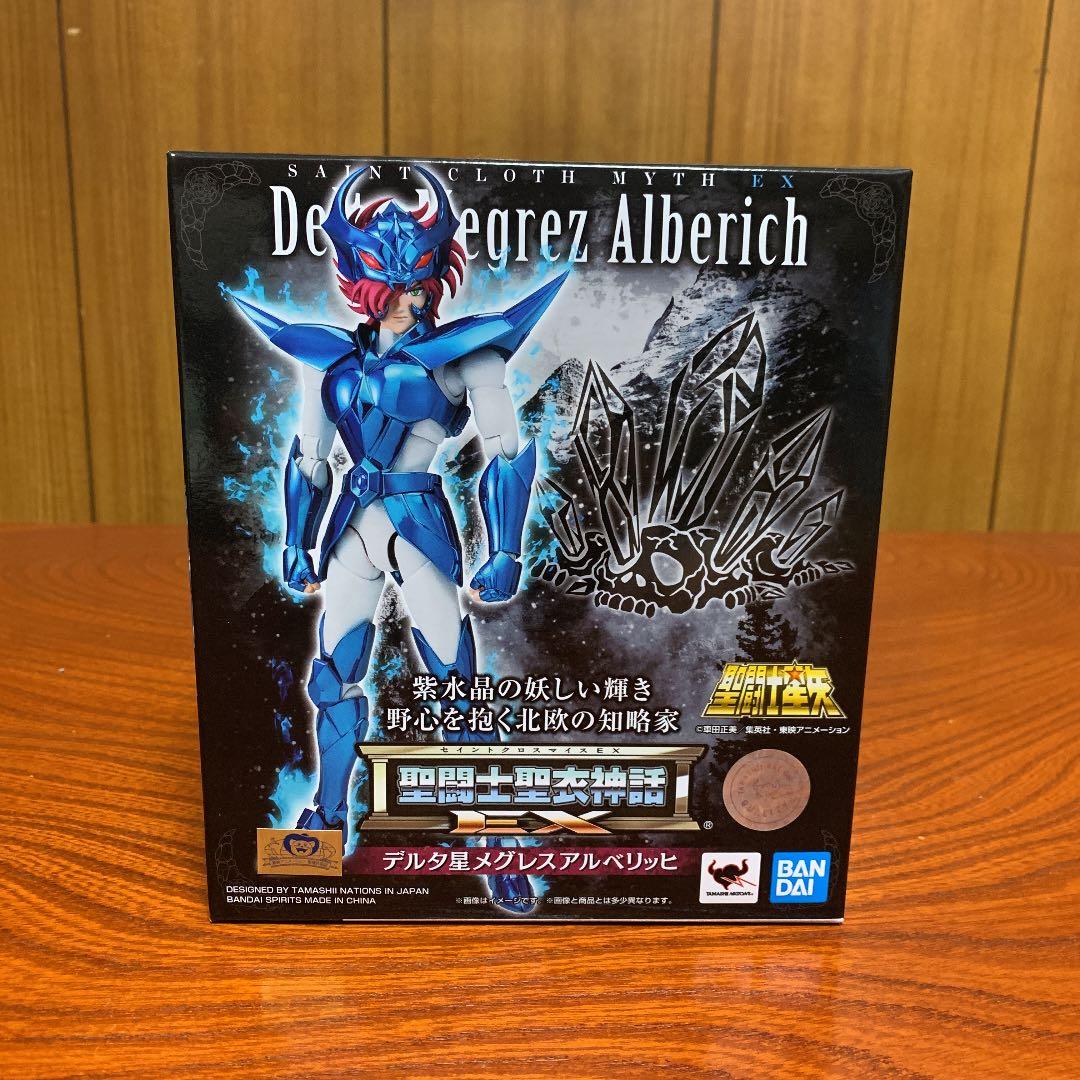 SAINT CLOTH MYTH EX
De egrez Alberich
紫水晶の妖しい輝き
野心を抱く北欧の知略家
聖闘士星矢
©車田正美／集英社・東映アニメーション
セイントクロスマイスEX
聖闘士聖衣神話
EX
®
デルタ星メグレスアルベリッヒ
TAMASHII NATIONS
BAN
DAI
DESIGNED BY TAMASHII NATIONS IN JAPAN
BANDAI SPIRITS MADE IN CHINA
※画像はイメージです。※画像と商品とは多少異なります。